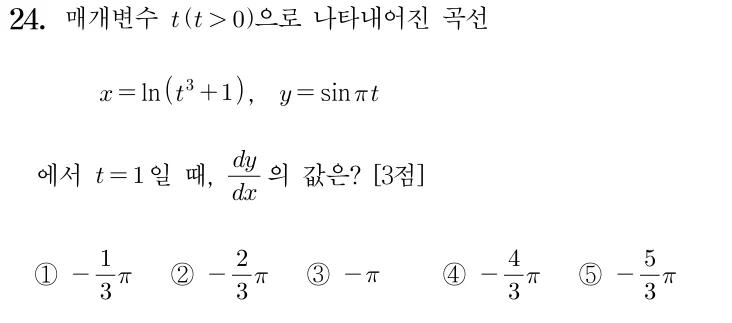 24. 매개변수 t(t>0)으로 나타내어진 곡선
x=ln(t³+1), y=sinπt
에서 t=1일 때, dy/dx의 값은? [3점]
① -1/3π ② -2/3π ③ -π ④ -4/3π ⑤ -5/3π